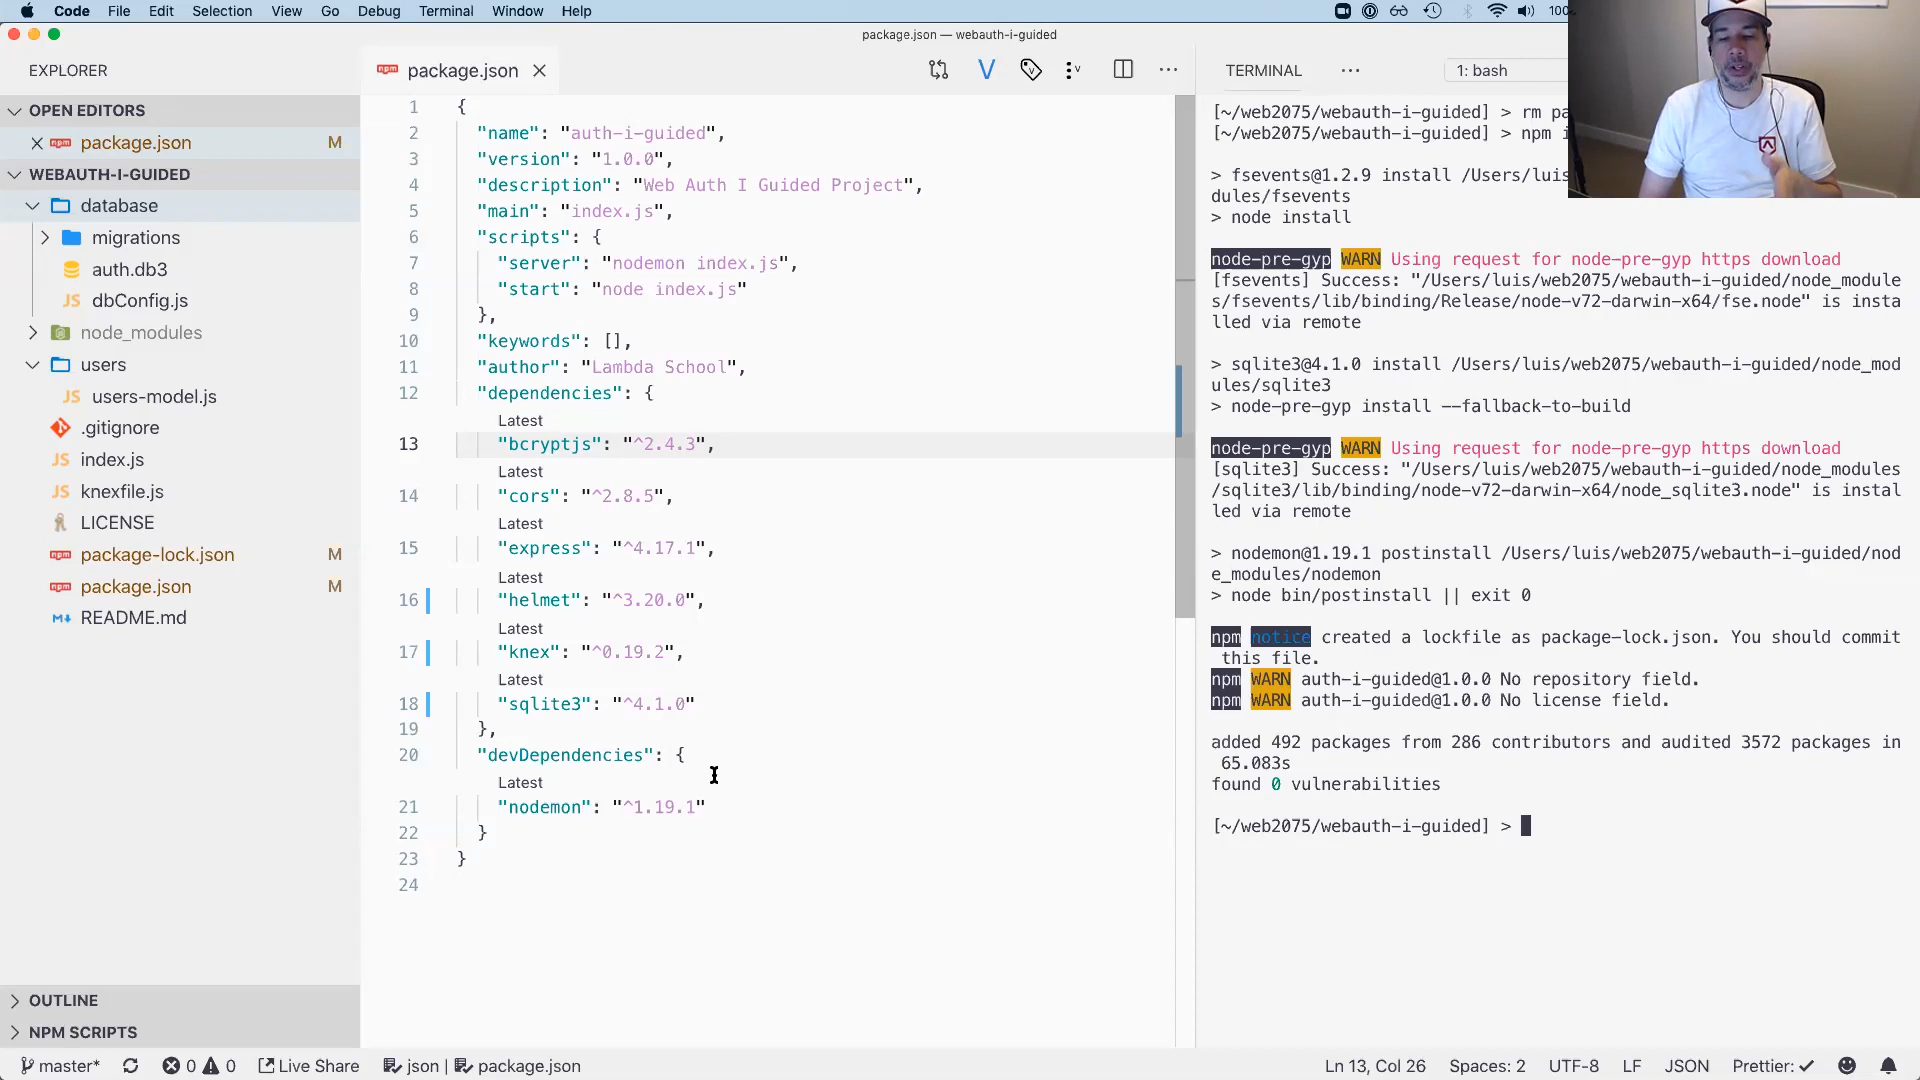 Code File Edit Selection View Go Debug Terminal Window Help
package.json — webauth-i-guided
EXPLORER
OPEN EDITORS
package.json M
WEBAUTH-I-GUIDED
database
migrations
auth.db3
dbConfig.js
node_modules
users
users-model.js
.gitignore
index.js
knexfile.js
LICENSE
package-lock.json M
package.json M
README.md
OUTLINE
NPM SCRIPTS
package.json
1 {
2 "name": "auth-i-guided",
3 "version": "1.0.0",
4 "description": "Web Auth I Guided Project",
5 "main": "index.js",
6 "scripts": {
7 "server": "nodemon index.js",
8 "start": "node index.js"
9 },
10 "keywords": [],
11 "author": "Lambda School",
12 "dependencies": {
Latest
13 "bcryptjs": "^2.4.3",
Latest
14 "cors": "^2.8.5",
Latest
15 "express": "^4.17.1",
Latest
16 "helmet": "^3.20.0",
Latest
17 "knex": "^0.19.2",
Latest
18 "sqlite3": "^4.1.0"
19 },
20 "devDependencies": {
Latest
21 "nodemon": "^1.19.1"
22 }
23 }
24
TERMINAL
1: bash
[~/web2075/webauth-i-guided] > rm pa
[~/web2075/webauth-i-guided] > npm i
> fsevents@1.2.9 install /Users/luis
dules/fsevents
> node install
node-pre-gyp WARN Using request for node-pre-gyp https download
[fsevents] Success: "/Users/luis/web2075/webauth-i-guided/node_module
s/fsevents/lib/binding/Release/node-v72-darwin-x64/fse.node" is insta
lled via remote
> sqlite3@4.1.0 install /Users/luis/web2075/webauth-i-guided/node_mod
ules/sqlite3
> node-pre-gyp install --fallback-to-build
node-pre-gyp WARN Using request for node-pre-gyp https download
[sqlite3] Success: "/Users/luis/web2075/webauth-i-guided/node_modules
/sqlite3/lib/binding/node-v72-darwin-x64/node_sqlite3.node" is instal
led via remote
> nodemon@1.19.1 postinstall /Users/luis/web2075/webauth-i-guided/nod
e_modules/nodemon
> node bin/postinstall || exit 0
npm notice created a lockfile as package-lock.json. You should commit
this file.
npm WARN auth-i-guided@1.0.0 No repository field.
npm WARN auth-i-guided@1.0.0 No license field.
added 492 packages from 286 contributors and audited 3572 packages in
65.083s
found 0 vulnerabilities
[~/web2075/webauth-i-guided] >
master* 0 0 Live Share json | package.json Ln 13, Col 26 Spaces: 2 UTF-8 LF JSON Prettier: ✓